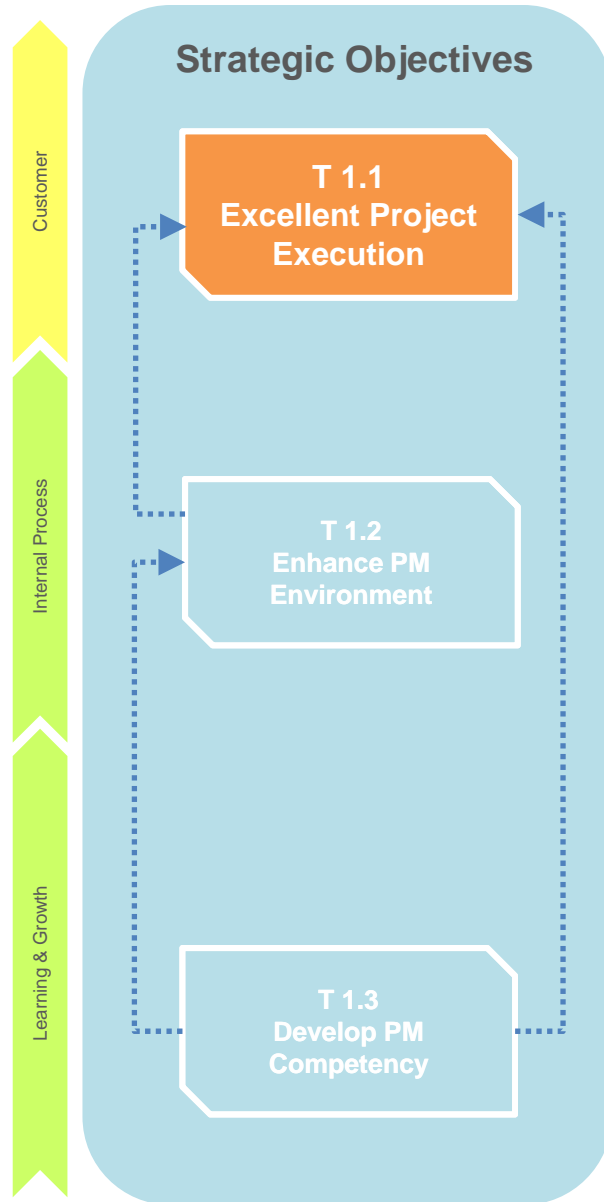 Strategic Objectives
Customer
T 1.1
Excellent Project
Execution
Internal Process
T 1.2
Enhance PM
Environment
Learning & Growth
T 1.3
Develop PM
Competency